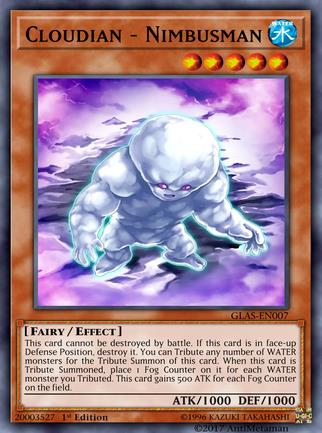 Cloudian - Nimbusman
WATER
水
GLAS-EN007
[Fairy / Effect]
This card cannot be destroyed by battle. If this card is in face-up
Defense Position, destroy it. You can Tribute any number of WATER
monsters for the Tribute Summon of this card. When this card is
Tribute Summoned, place 1 Fog Counter on it for each WATER
monster you Tributed. This card gains 500 ATK for each Fog Counter
on the field.
ATK/1000 DEF/1000
20003527 1st Edition ©1996 KAZUKI TAKAHASHI
©2017 AntiMetaman